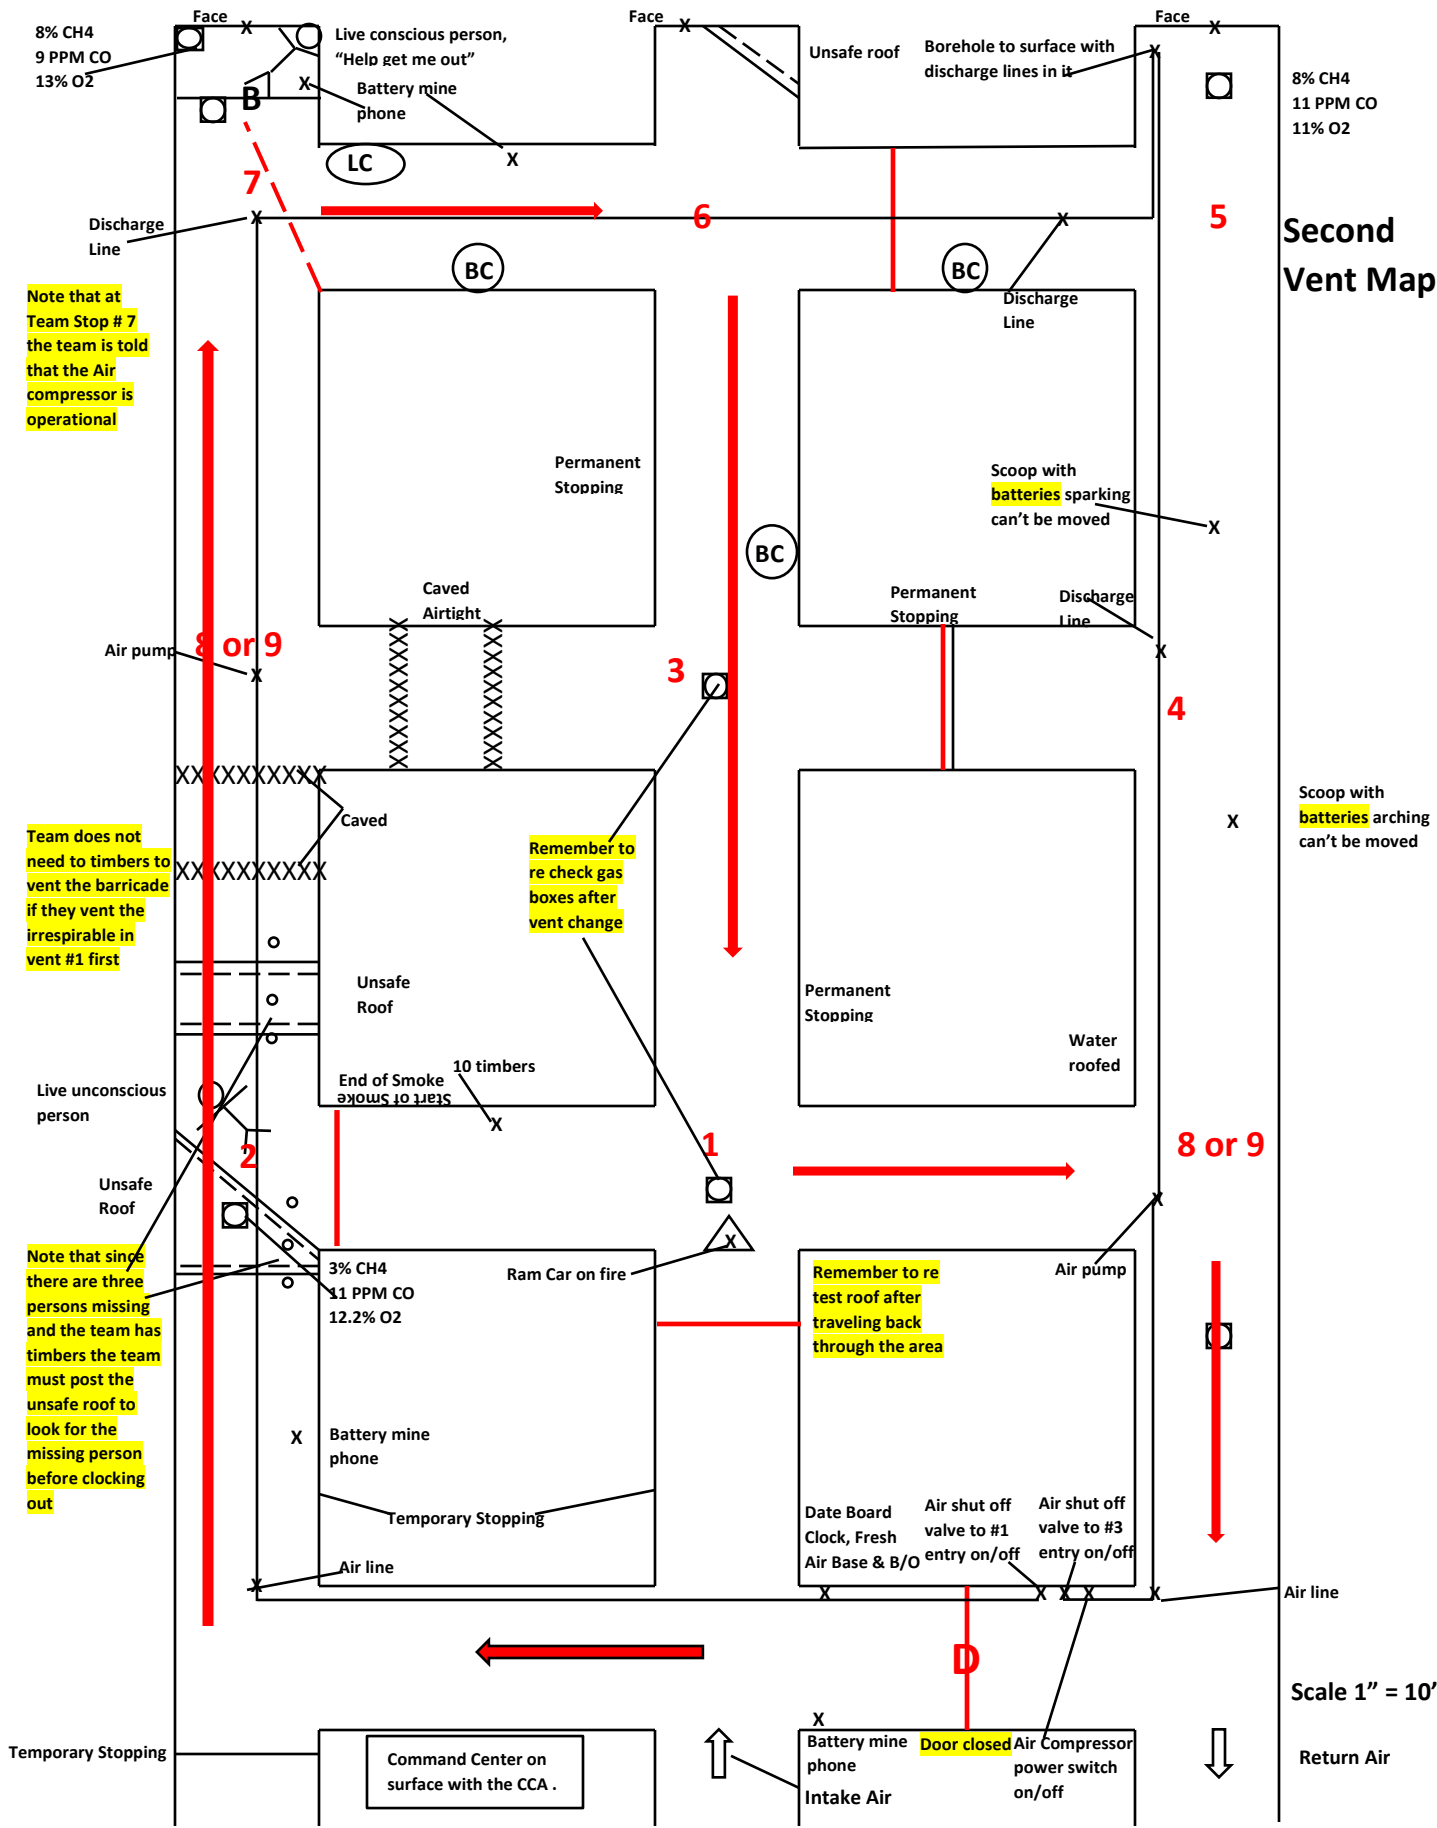 Face
Face
Face
8% CH4
9 PPM CO
13% O2
Live conscious person,
“Help get me out”
Battery mine
phone
Unsafe roof
Borehole to surface with
discharge lines in it
8% CH4
11 PPM CO
11% O2
X
X
X
X
X
X
B
LC
7
6
5
Discharge
Line
X
X
Second
Vent Map
BC
BC
Discharge
Line
Note that at
Team Stop # 7
the team is told
that the Air
compressor is
operational
Permanent
Stopping
Scoop with
batteries sparking
can’t be moved
X
BC
Caved
Airtight
Permanent
Stopping
Discharge
Line
XXXXXXXXXXXX
XXXXXXXXXXXX
8 or 9
Air pump
X
3
X
4
XXXXXXXXXX
Caved
XXXXXXXXXX
X
Scoop with
batteries arching
can’t be moved
Team does not
need to timbers to
vent the barricade
if they vent the
irrespirable in
vent #1 first
Remember to
re check gas
boxes after
vent change
Unsafe
Roof
Permanent
Stopping
Water
roofed
10 timbers
End of Smoke
Start of Smoke
X
Live unconscious
person
2
1
8 or 9
Unsafe
Roof
X
X
Note that since
there are three
persons missing
and the team has
timbers the team
must post the
unsafe roof to
look for the
missing person
before clocking
out
3% CH4
11 PPM CO
12.2% O2
Ram Car on fire
Remember to re
test roof after
traveling back
through the area
Air pump
X
Battery mine
phone
Temporary Stopping
Date Board
Clock, Fresh
Air Base & B/O
Air shut off
valve to #1
entry on/off
Air shut off
valve to #3
entry on/off
Air line
X
X
X
X
X
X
Air line
D
Scale 1” = 10’
X
Temporary Stopping
Command Center on
surface with the CCA .
Battery mine
phone
Intake Air
Door closed
Air Compressor
power switch
on/off
Return Air